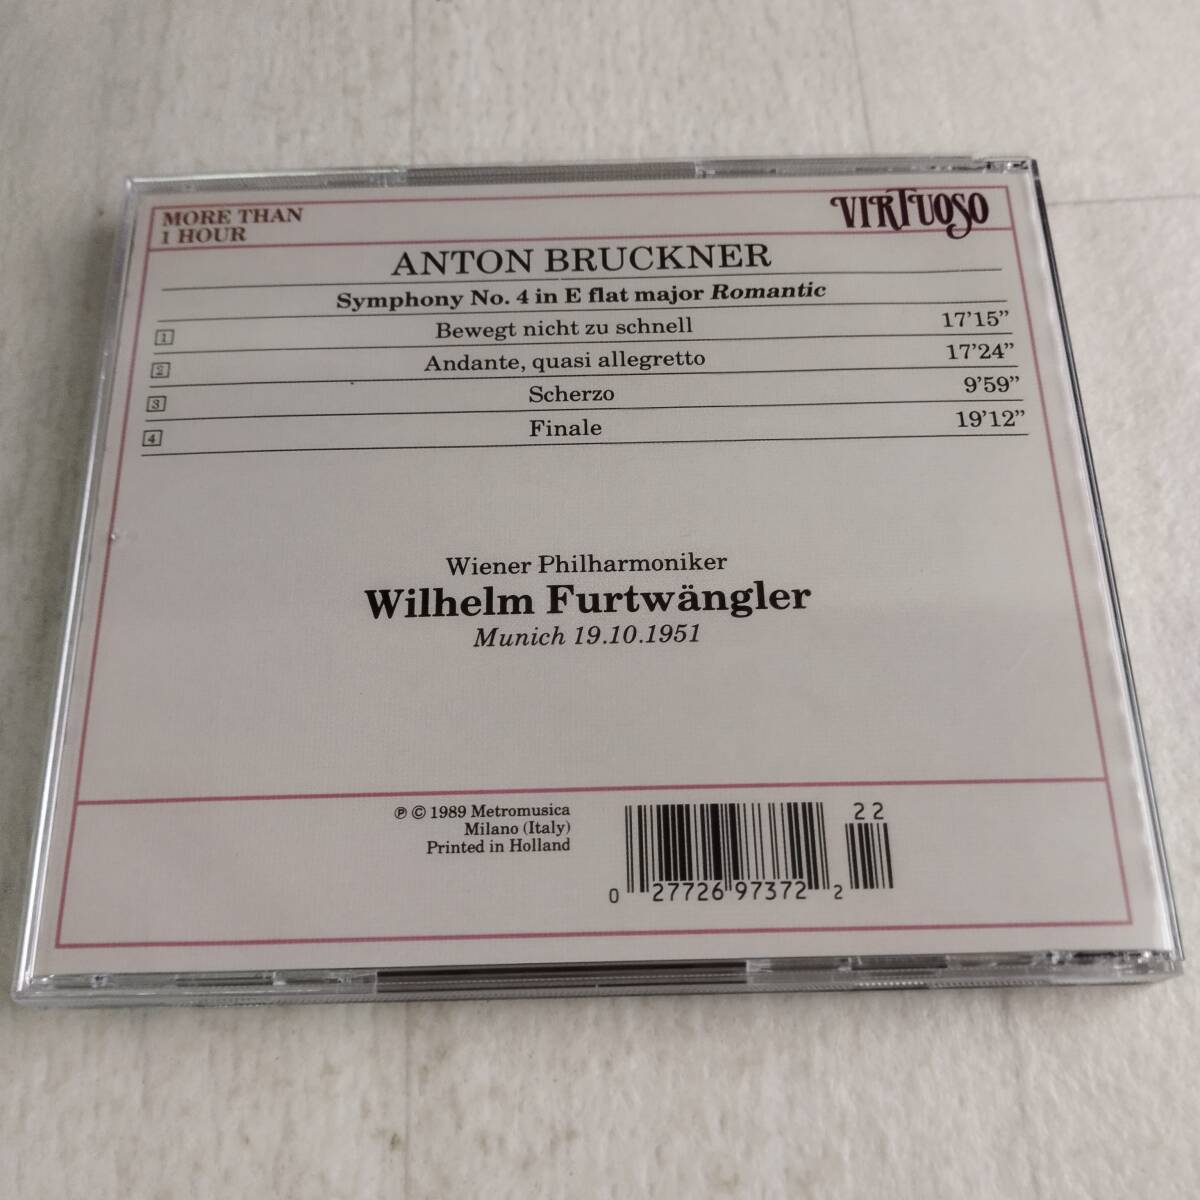 MORE THAN
1 HOUR
VIRTUOSO
ANTON BRUCKNER
Symphony No. 4 in E flat major Romantic
1 Bewegt nicht zu schnell 17'15"
2 Andante, quasi allegretto 17'24"
3 Scherzo 9'59"
4 Finale 19'12"
Wiener Philharmoniker
Wilhelm Furtwängler
Munich 19.10.1951
℗ © 1989 Metromusica
Milano (Italy)
Printed in Holland
22
0 27726 97372 2